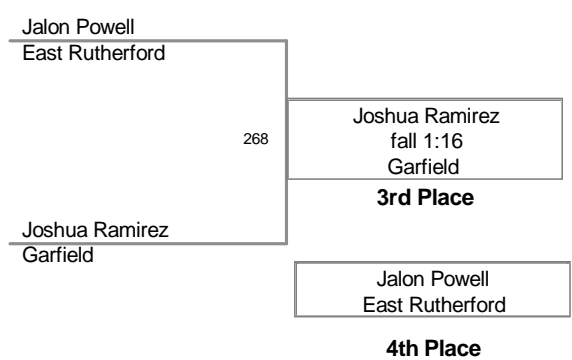 Jalon Powell
East Rutherford
268
Joshua Ramirez
fall 1:16
Garfield
3rd Place
Joshua Ramirez
Garfield
Jalon Powell
East Rutherford
4th Place